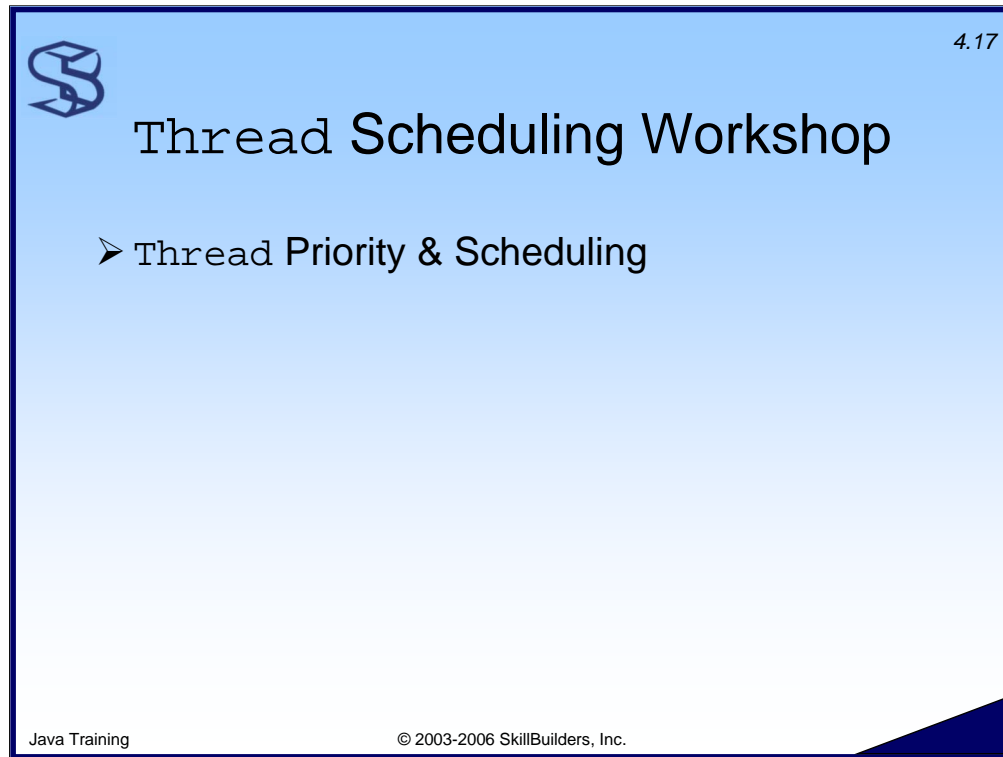 4.17
Thread Scheduling Workshop
➢ Thread Priority & Scheduling
Java Training
© 2003-2006 SkillBuilders, Inc.